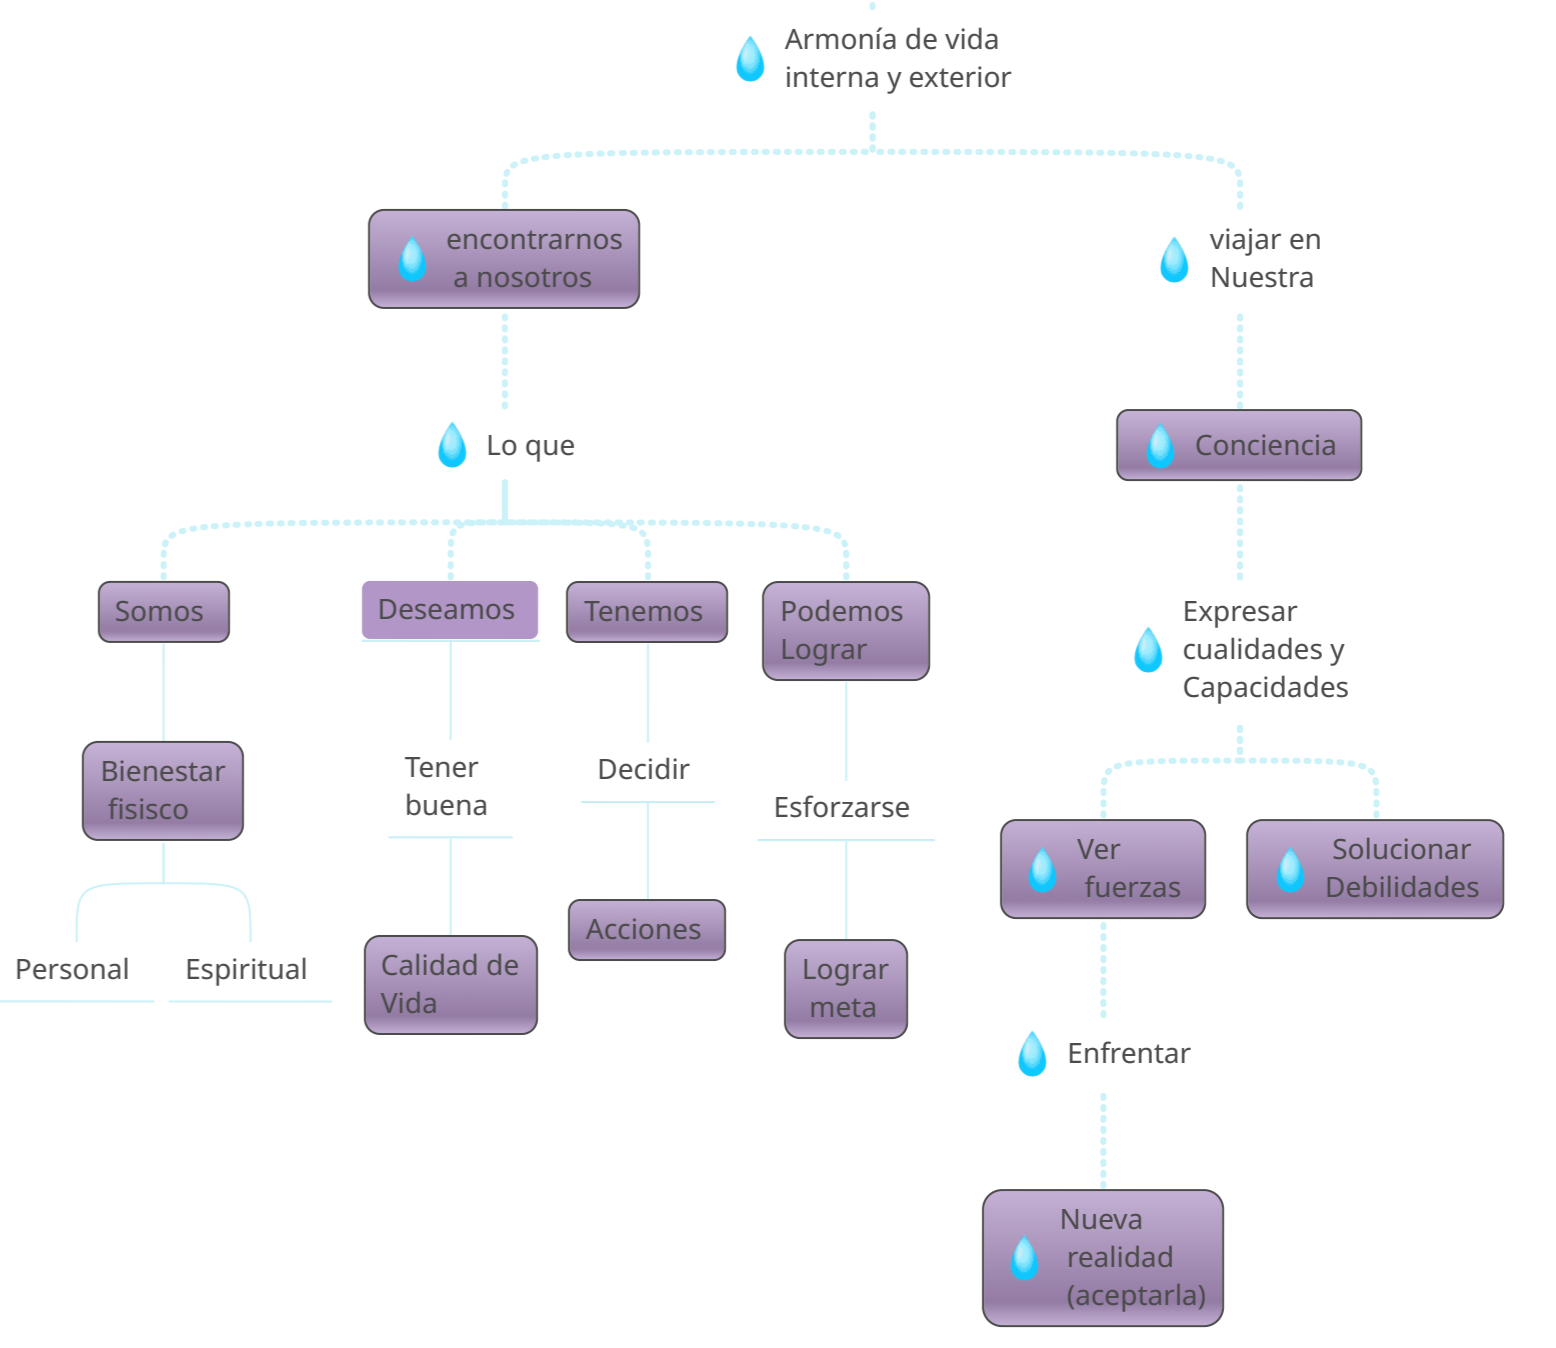 Armonía de vida
interna y exterior
encontrarnos
a nosotros
viajar en
Nuestra
Lo que
Conciencia
Somos
Deseamos
Tenemos
Podemos
Lograr
Expresar
cualidades y
Capacidades
Bienestar
fisisco
Tener
buena
Decidir
Esforzarse
Ver
fuerzas
Solucionar
Debilidades
Personal
Espiritual
Calidad de
Vida
Acciones
Lograr
meta
Enfrentar
Nueva
realidad
(aceptarla)